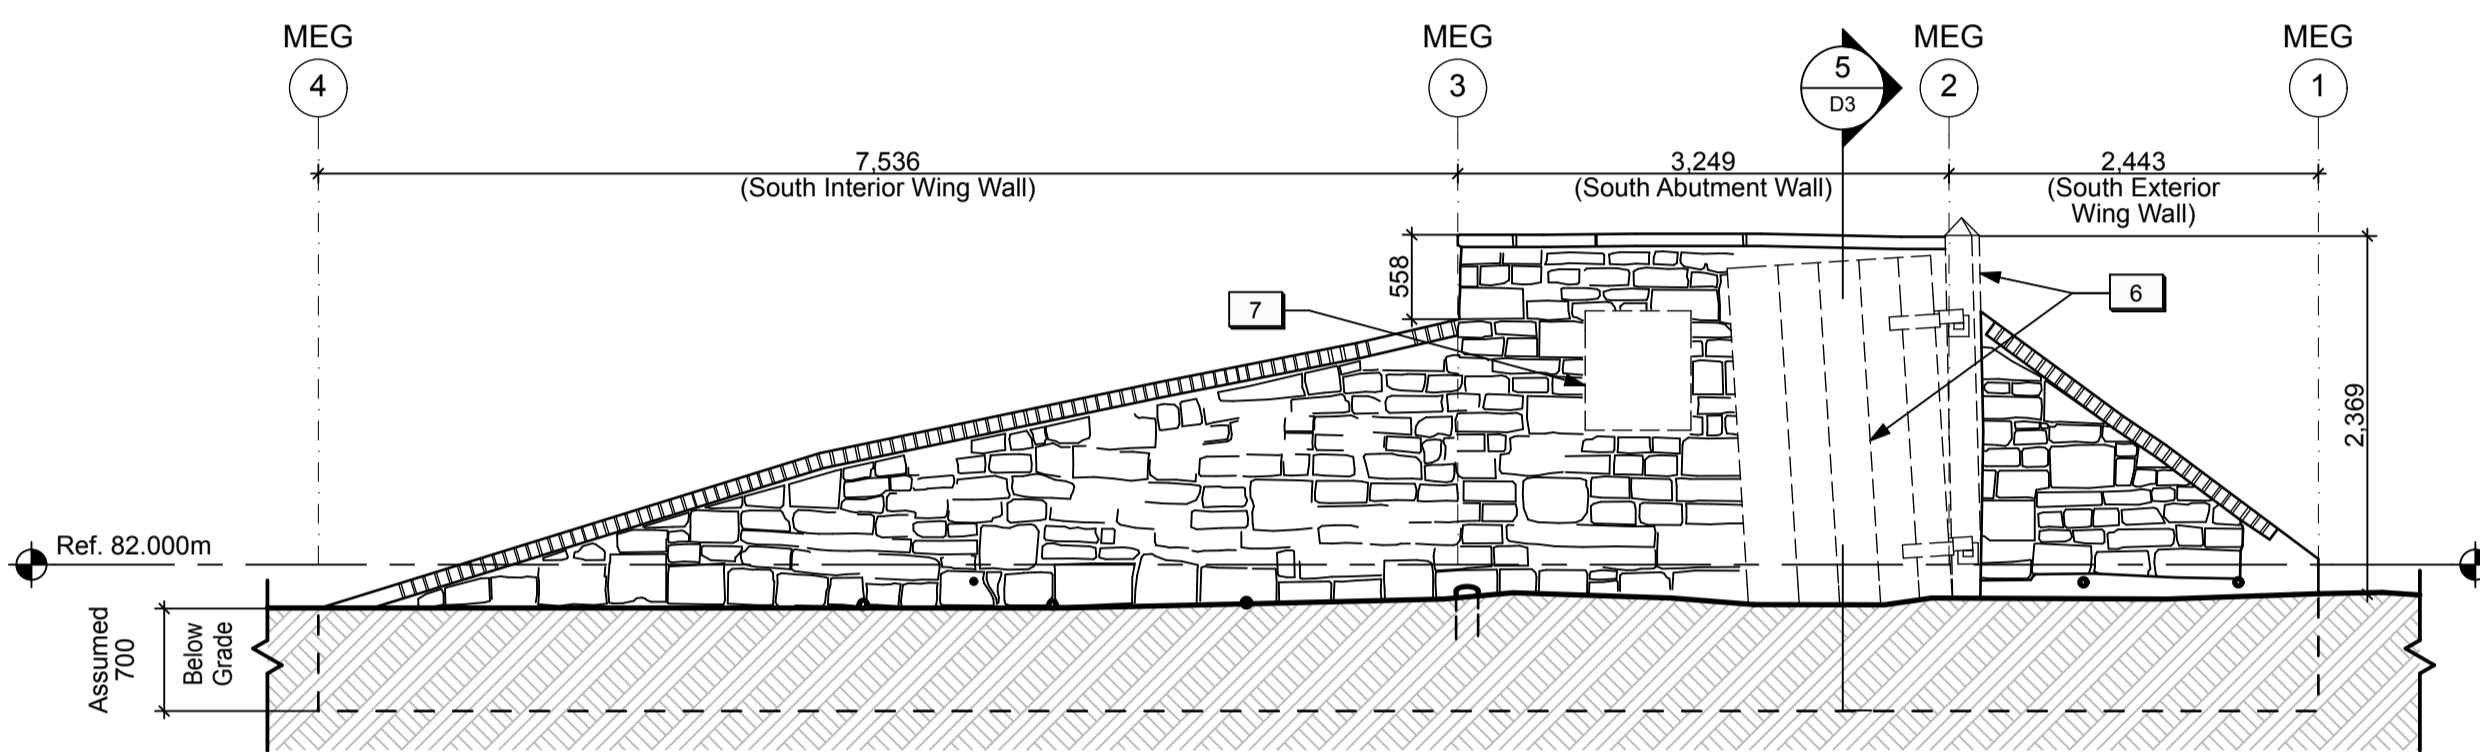 MEG
4
MEG
3
5
D3
MEG
2
MEG
1
7,536
(South Interior Wing Wall)
3,249
(South Abutment Wall)
2,443
(South Exterior
Wing Wall)
558
7
6
2,369
Ref. 82.000m
Assumed
700
Below
Grade